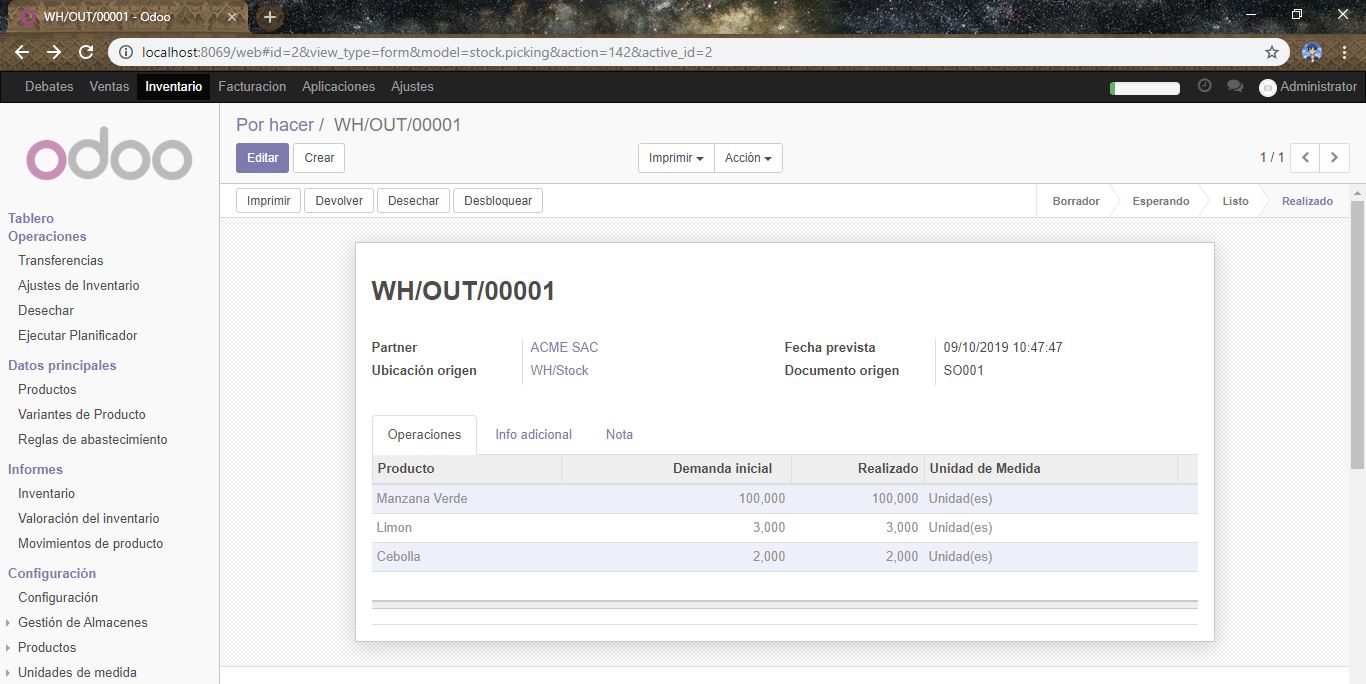 WH/OUT/00001 - Odoo
localhost:8069/web#id=2&view_type=form&model=stock.picking&action=142&active_id=2
Debates Ventas Inventario Facturacion Aplicaciones Ajustes Administrator
odoo
Tablero
Operaciones
Transferencias
Ajustes de Inventario
Desechar
Ejecutar Planificador
Datos principales
Productos
Variantes de Producto
Reglas de abastecimiento
Informes
Inventario
Valoración del inventario
Movimientos de producto
Configuración
Configuración
Gestión de Almacenes
Productos
Unidades de medida
Por hacer / WH/OUT/00001
Editar Crear Imprimir Acción 1 / 1
Imprimir Devolver Desechar Desbloquear Borrador Esperando Listo Realizado
WH/OUT/00001
Partner ACME SAC Fecha prevista 09/10/2019 10:47:47
Ubicación origen WH/Stock Documento origen SO001
Operaciones Info adicional Nota
Producto Demanda inicial Realizado Unidad de Medida
Manzana Verde 100,000 100,000 Unidad(es)
Limon 3,000 3,000 Unidad(es)
Cebolla 2,000 2,000 Unidad(es)